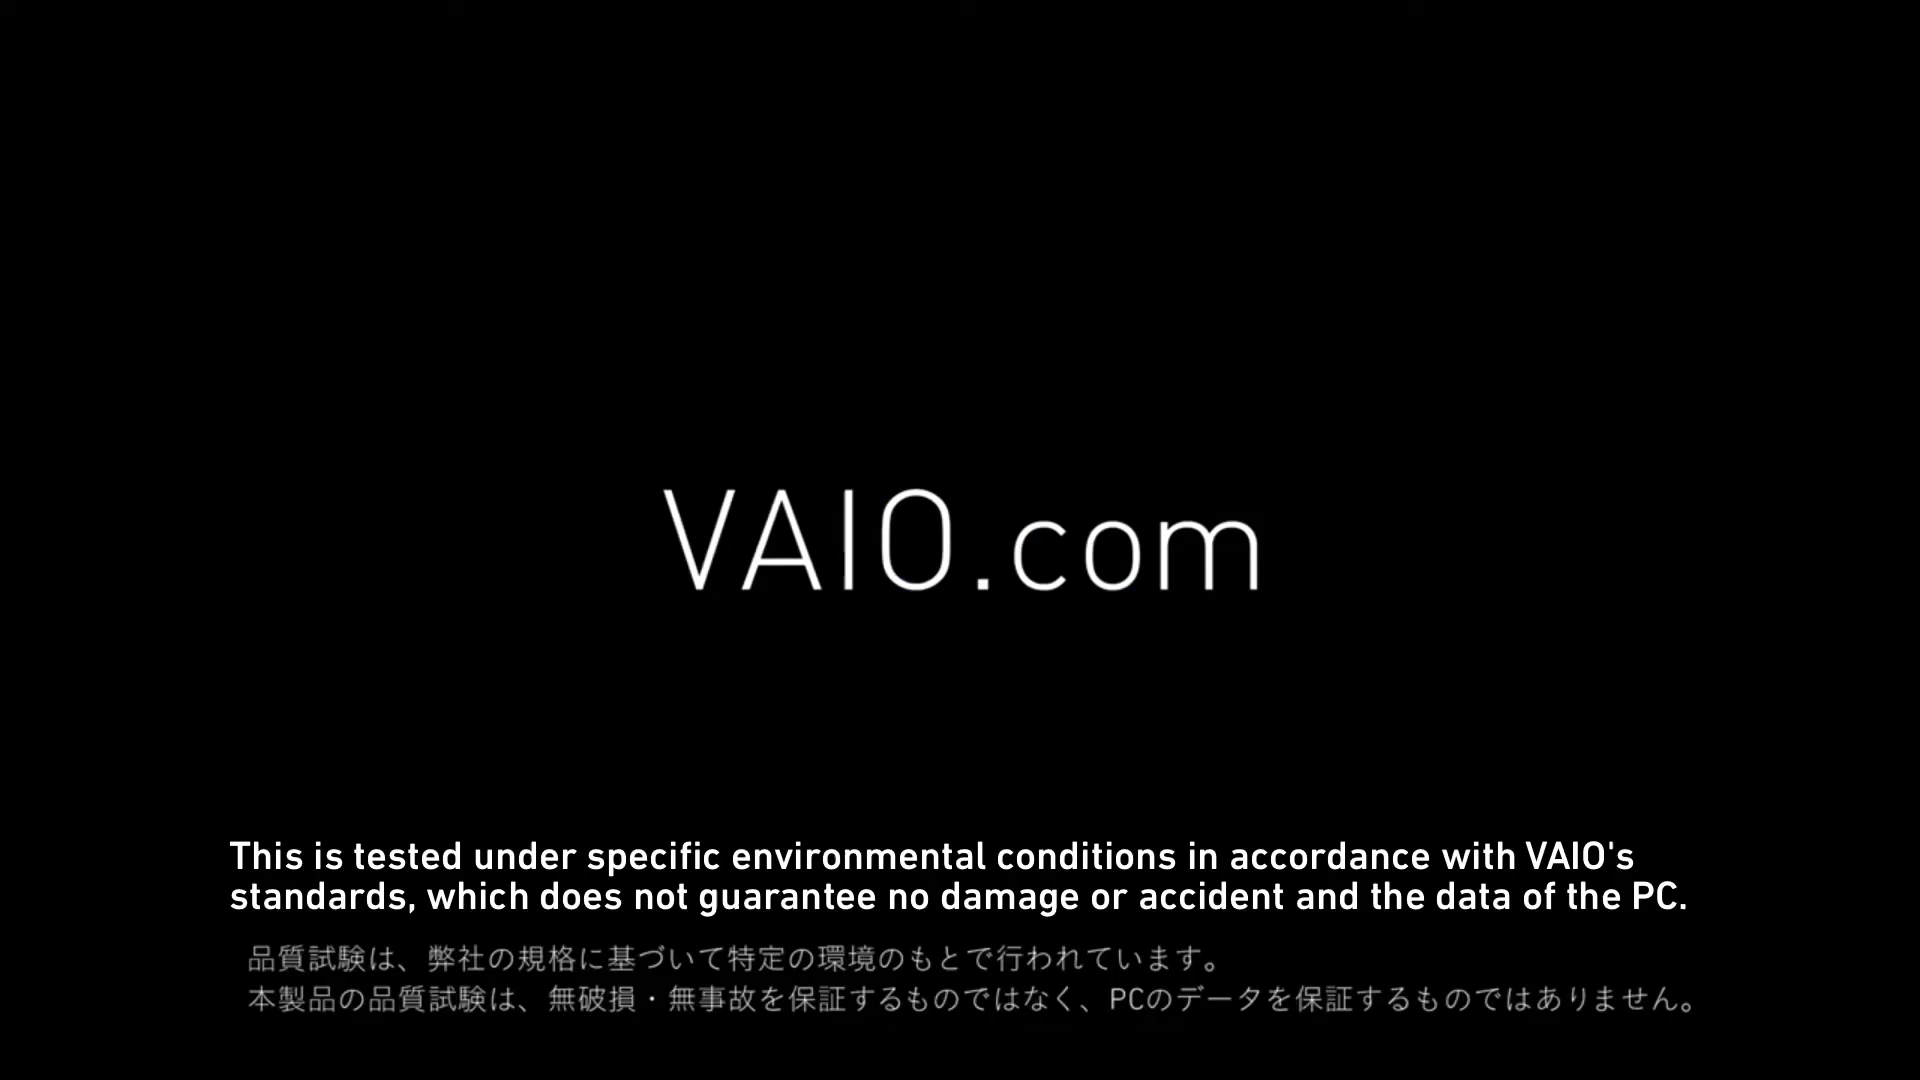 VAIO.com
This is tested under specific environmental conditions in accordance with VAIO's
standards, which does not guarantee no damage or accident and the data of the PC.
品質試験は、弊社の規格に基づいて特定の環境のもとで行われています。
本製品の品質試験は、無破損・無事故を保証するものではなく、PCのデータを保証するものではありません。